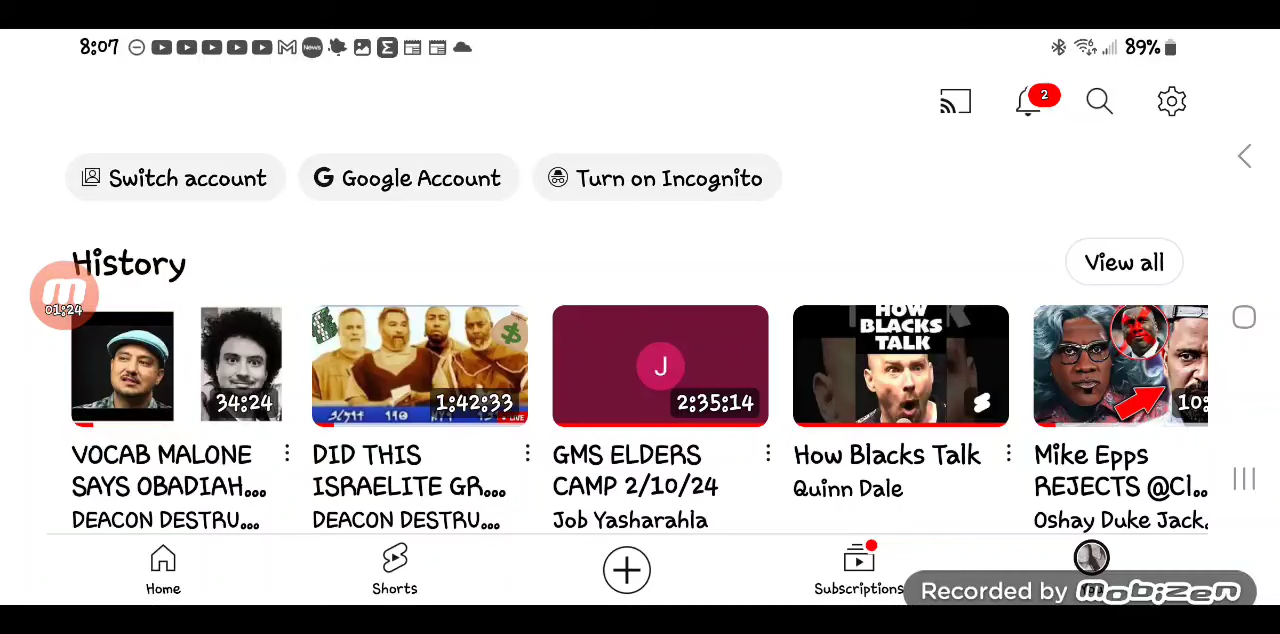 8:07
News
89%
2
Switch account
Google Account
Turn on Incognito
History
View all
01:24
34:24
1:42:33
LIVE
J
2:35:14
HOW
BLACKS
TALK
10:
VOCAB MALONE
SAYS OBADIAH...
DEACON DESTRU...
DID THIS
ISRAELITE GR...
DEACON DESTRU...
GMS ELDERS
CAMP 2/10/24
Job Yasharahla
How Blacks Talk
Quinn Dale
Mike Epps
REJECTS @Cl...
Oshay Duke Jack.
Home
Shorts
Subscriptions
Recorded by mobizen